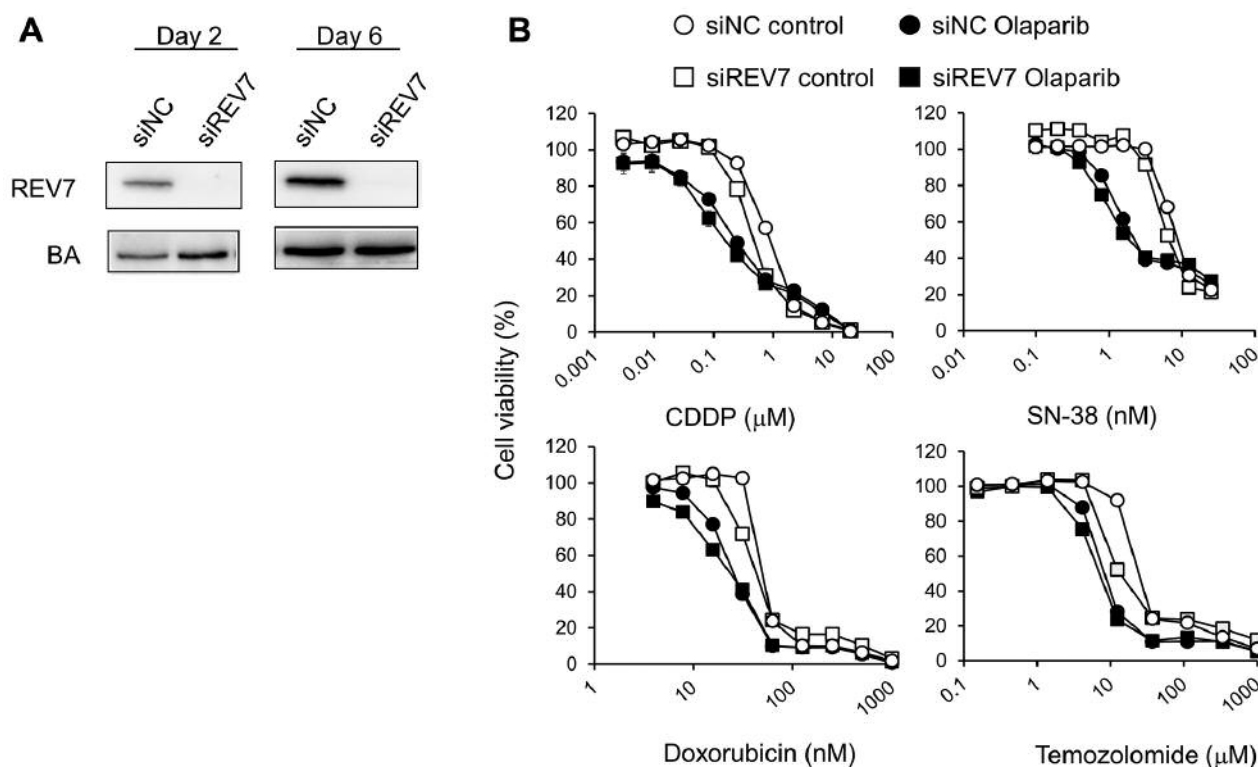 A
Day 2
Day 6
siNC
siREV7
siNC
siREV7
REV7
BA
B
siNC control
siNC Olaparib
siREV7 control
siREV7 Olaparib
Cell viability (%)
120
100
80
60
40
20
0
0.001
0.01
0.1
1
10
100
CDDP (μM)
120
100
80
60
40
20
0
0.01
0.1
1
10
100
SN-38 (nM)
120
100
80
60
40
20
0
1
10
100
1000
Doxorubicin (nM)
120
100
80
60
40
20
0
0.1
1
10
100
1000
Temozolomide (μM)